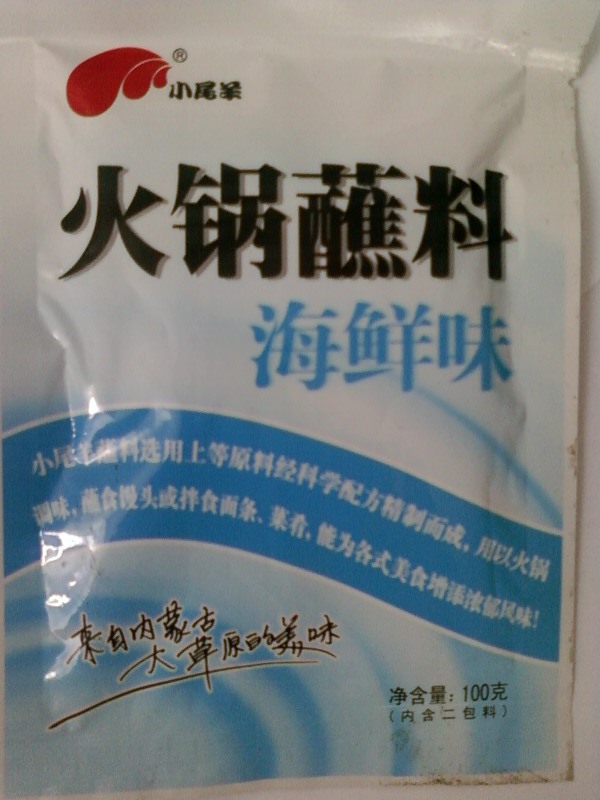 ®
小尾羊
火锅蘸料
海鲜味
小尾羊蘸料选用上等原料经科学配方精制而成，用以火锅
调味，蘸食馒头或拌食面条、菜肴，能为各式美食增添浓郁风味！
来自内蒙古
大草原的美味
净含量：100克
（内含二包料）